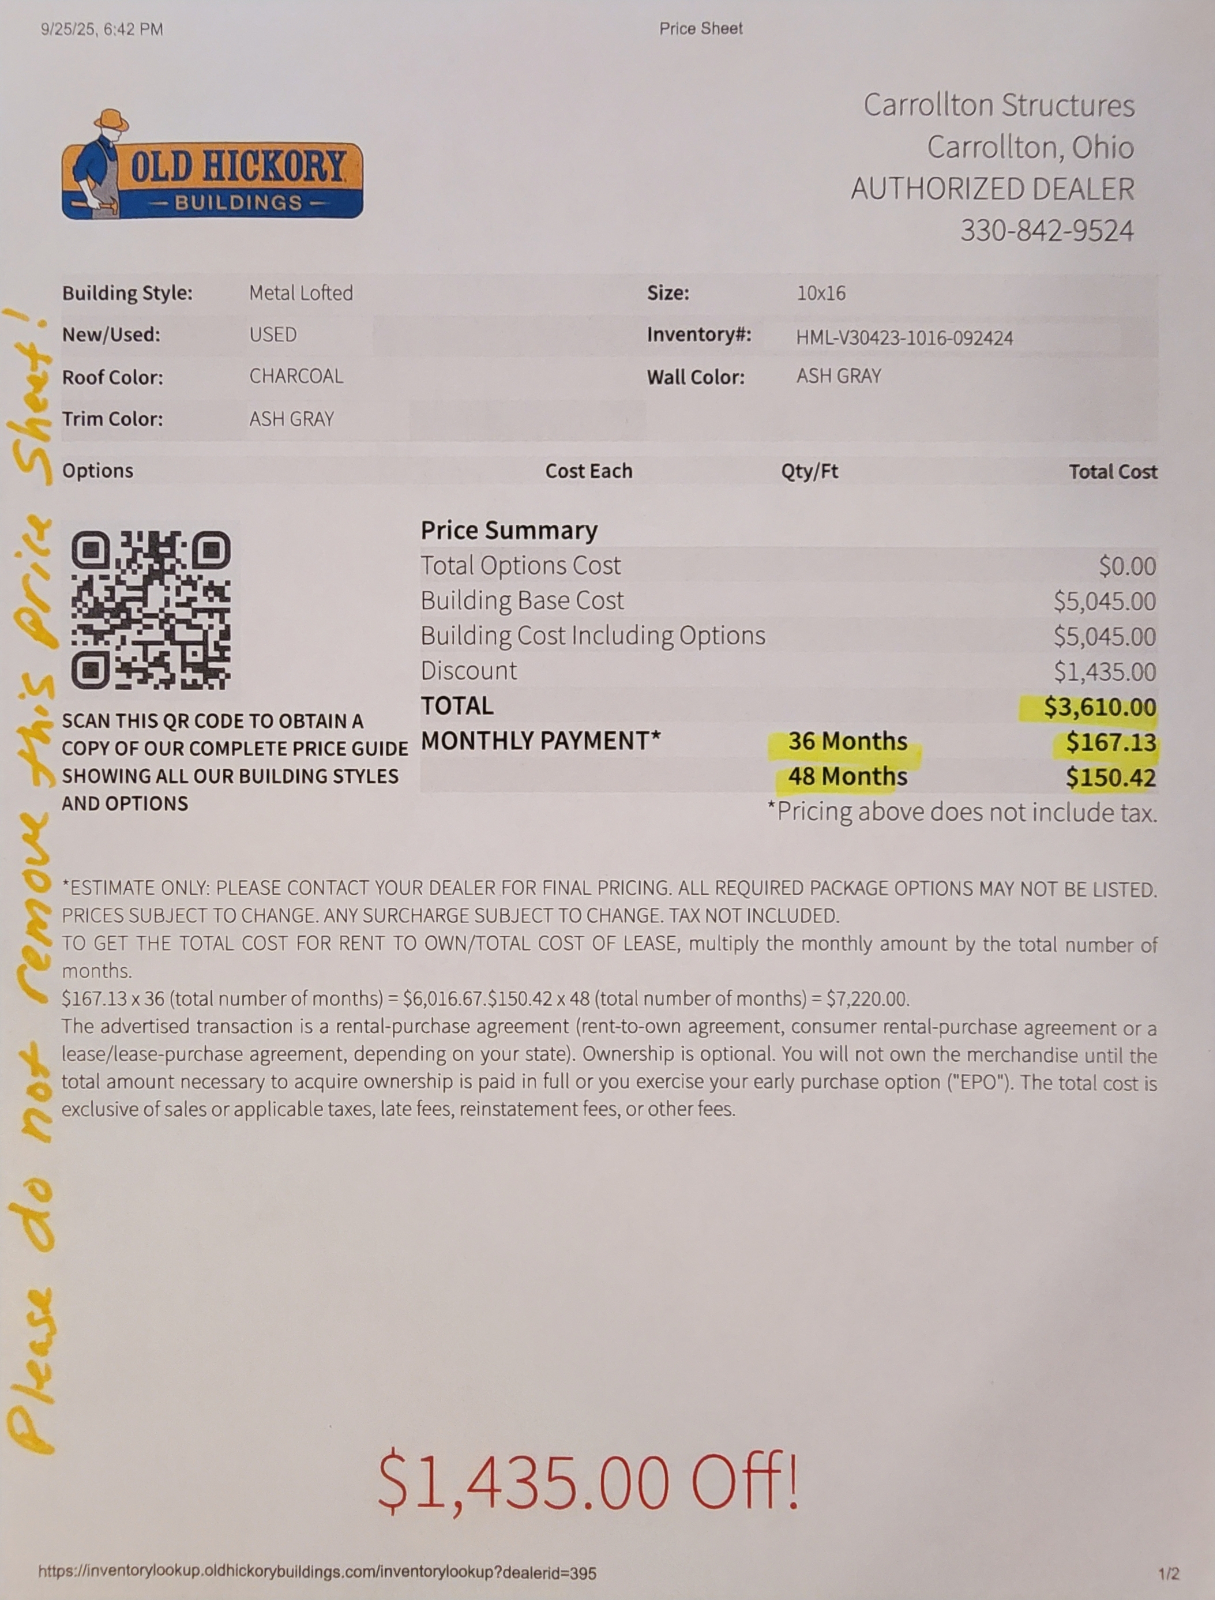 9/25/25, 6:42 PM
Price Sheet
OLD HICKORY
BUILDINGS
Carrollton Structures
Carrollton, Ohio
AUTHORIZED DEALER
330-842-9524
Building Style: Metal Lofted Size: 10x16
New/Used: USED Inventory#: HML-V30423-1016-092424
Roof Color: CHARCOAL Wall Color: ASH GRAY
Trim Color: ASH GRAY
Options Cost Each Qty/Ft Total Cost
Price Summary
Total Options Cost $0.00
Building Base Cost $5,045.00
Building Cost Including Options $5,045.00
Discount $1,435.00
TOTAL $3,610.00
MONTHLY PAYMENT* 36 Months $167.13
48 Months $150.42
*Pricing above does not include tax.
SCAN THIS QR CODE TO OBTAIN A
COPY OF OUR COMPLETE PRICE GUIDE
SHOWING ALL OUR BUILDING STYLES
AND OPTIONS
*ESTIMATE ONLY: PLEASE CONTACT YOUR DEALER FOR FINAL PRICING. ALL REQUIRED PACKAGE OPTIONS MAY NOT BE LISTED.
PRICES SUBJECT TO CHANGE. ANY SURCHARGE SUBJECT TO CHANGE. TAX NOT INCLUDED.
TO GET THE TOTAL COST FOR RENT TO OWN/TOTAL COST OF LEASE, multiply the monthly amount by the total number of
months.
$167.13 x 36 (total number of months) = $6,016.67.$150.42 x 48 (total number of months) = $7,220.00.
The advertised transaction is a rental-purchase agreement (rent-to-own agreement, consumer rental-purchase agreement or a
lease/lease-purchase agreement, depending on your state). Ownership is optional. You will not own the merchandise until the
total amount necessary to acquire ownership is paid in full or you exercise your early purchase option ("EPO"). The total cost is
exclusive of sales or applicable taxes, late fees, reinstatement fees, or other fees.
Please do not remove this price Sheet!
$1,435.00 Off!
https://inventorylookup.oldhickorybuildings.com/inventorylookup?dealerid=395
1/2